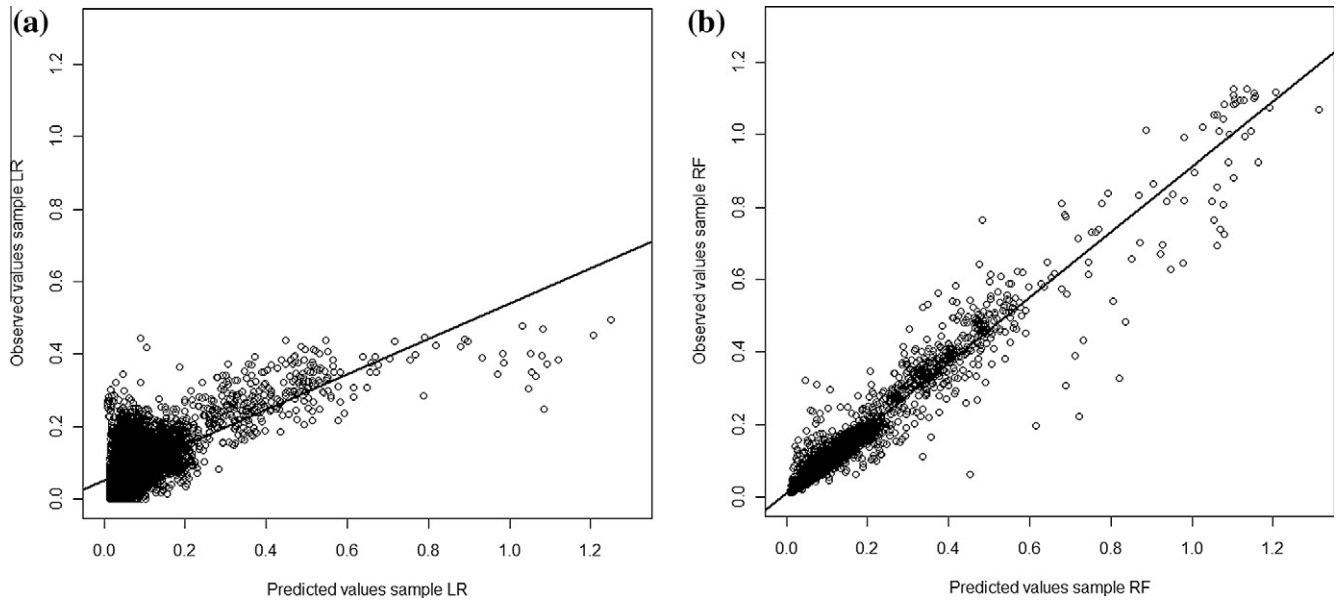 (a)
Observed values sample LR
1.2
1.0
0.8
0.6
0.4
0.2
0.0
0.0 0.2 0.4 0.6 0.8 1.0 1.2
Predicted values sample LR
(b)
Observed values sample RF
1.2
1.0
0.8
0.6
0.4
0.2
0.0
0.0 0.2 0.4 0.6 0.8 1.0 1.2
Predicted values sample RF